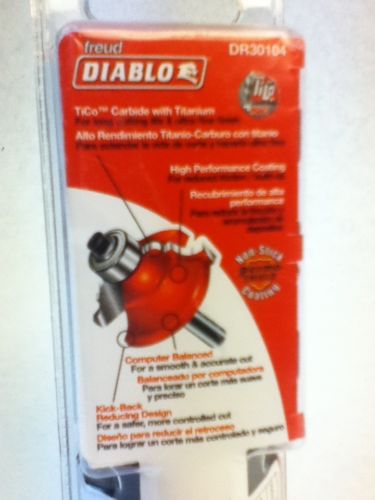 freud
DR30104
DIABLO
TiCo™ Carbide with Titanium
Alto Rendimiento Titanio-Carburo con titanio
High Performance Coating
Recubrimiento de alta
performance
Non-Stick
Coating
Computer Balanced
For a smooth & accurate cut
Balanceado por computadora
Para lorar un corte más suave
y preciso
Kick-Back
Reducing Design
For a safer, more controlled cut
Diseño para reducir el retroceso
Para lograr un corte más controlado y seguro